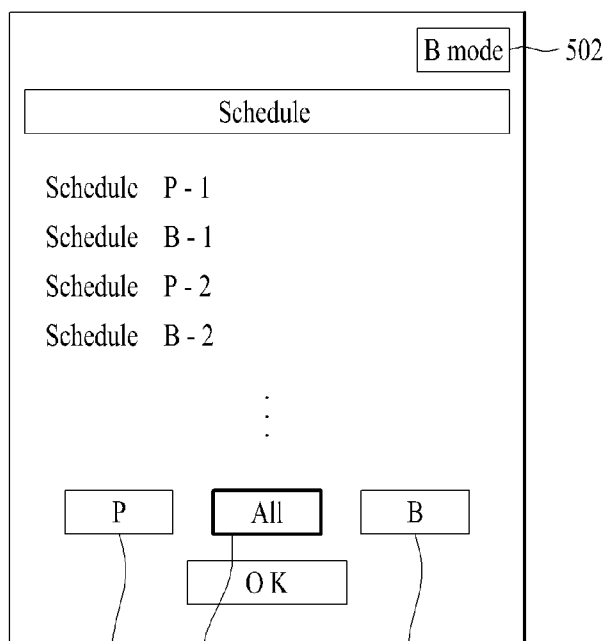 B mode 502
Schedule
Schedule P - 1
Schedule B - 1
Schedule P - 2
Schedule B - 2
P All B
O K